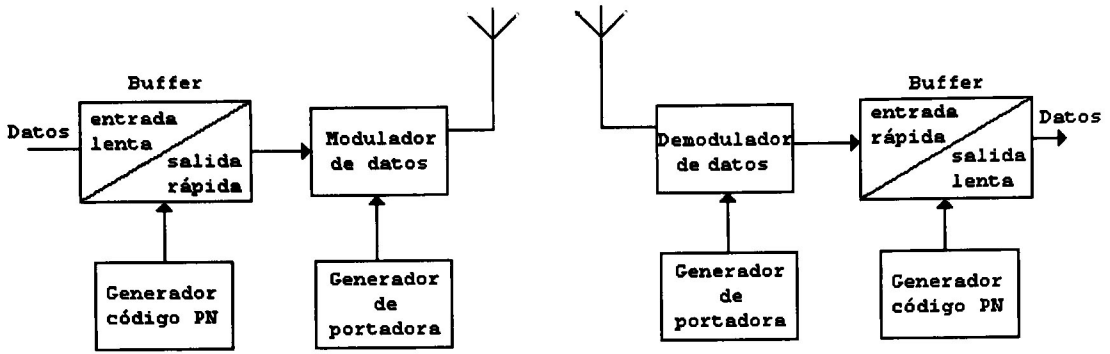 Buffer
Datos
entrada
lenta
salida
rápida
Modulador
de datos
Generador
código PN
Generador
de
portadora
Demodulador
de datos
Buffer
entrada
rápida
salida
lenta
Datos
Generador
de
portadora
Generador
código PN